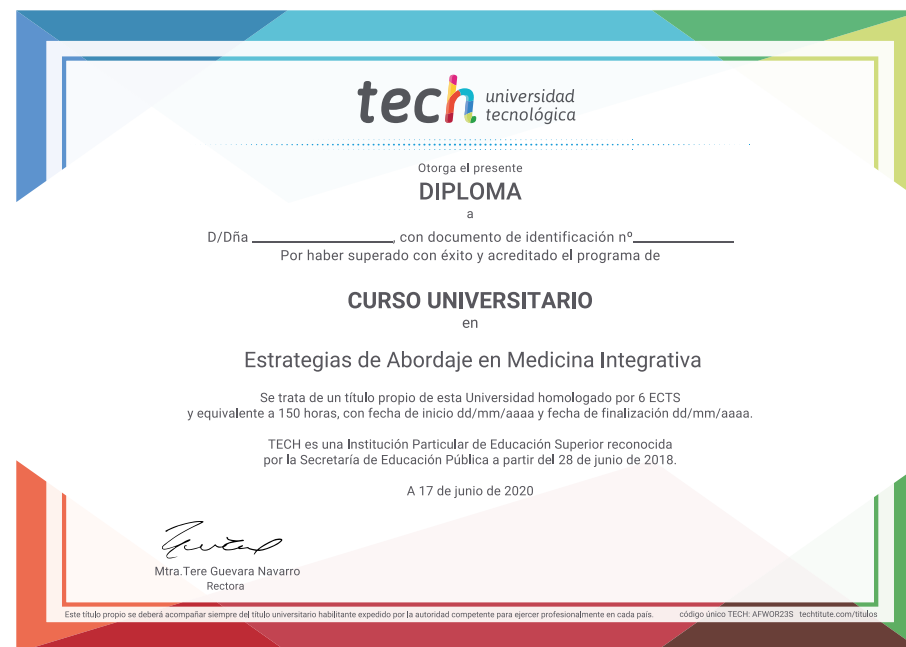 tech universidad
tecnológica
Otorga el presente
DIPLOMA
a
D/Dña ____________________, con documento de identificación nº______________
Por haber superado con éxito y acreditado el programa de
CURSO UNIVERSITARIO
en
Estrategias de Abordaje en Medicina Integrativa
Se trata de un título propio de esta Universidad homologado por 6 ECTS
y equivalente a 150 horas, con fecha de inicio dd/mm/aaaa y fecha de finalización dd/mm/aaaa.
TECH es una Institución Particular de Educación Superior reconocida
por la Secretaría de Educación Pública a partir del 28 de junio de 2018.
A 17 de junio de 2020
Mtra.Tere Guevara Navarro
Rectora
Este título propio se deberá acompañar siempre del título universitario habilitante expedido por la autoridad competente para ejercer profesionalmente en cada país. código único TECH: AFWOR23S techtitute.com/titulos